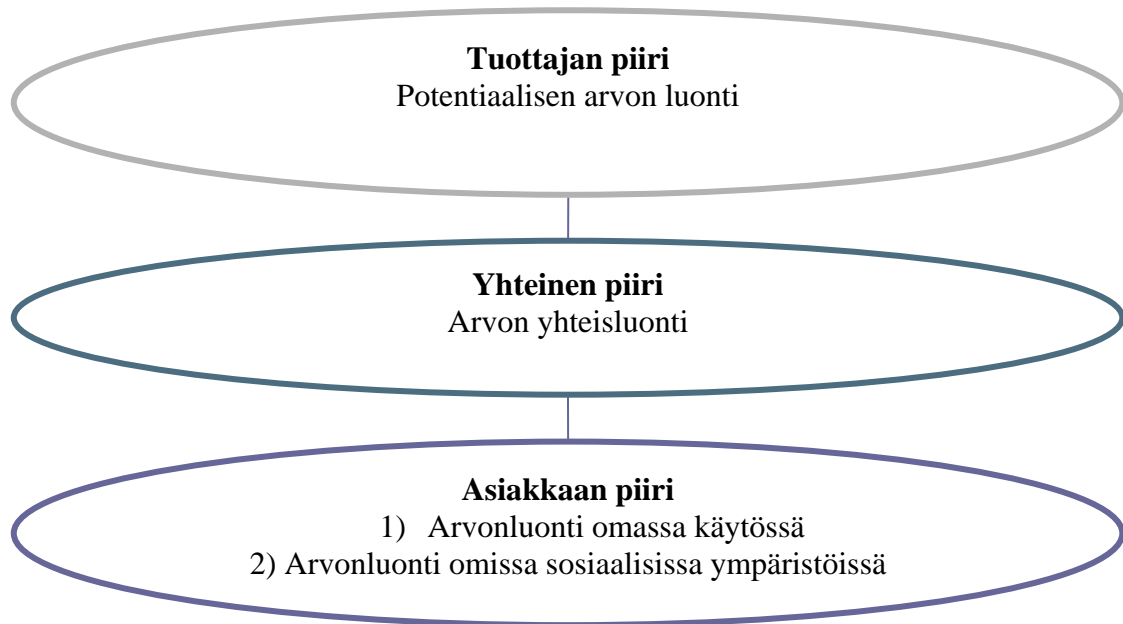 Tuottajan piiri
Potentiaalisen arvon luonti
Yhteinen piiri
Arvon yhteisluonti
Asiakkaan piiri
1) Arvonluonti omassa käytössä
2) Arvonluonti omissa sosiaalisissa ympäristöissä